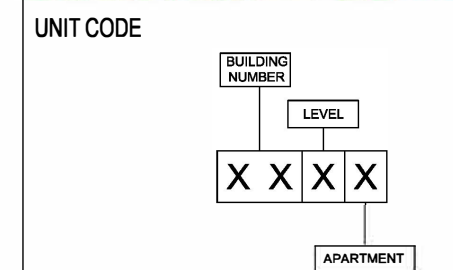 UNIT CODE
BUILDING
NUMBER
LEVEL
X X X X
APARTMENT